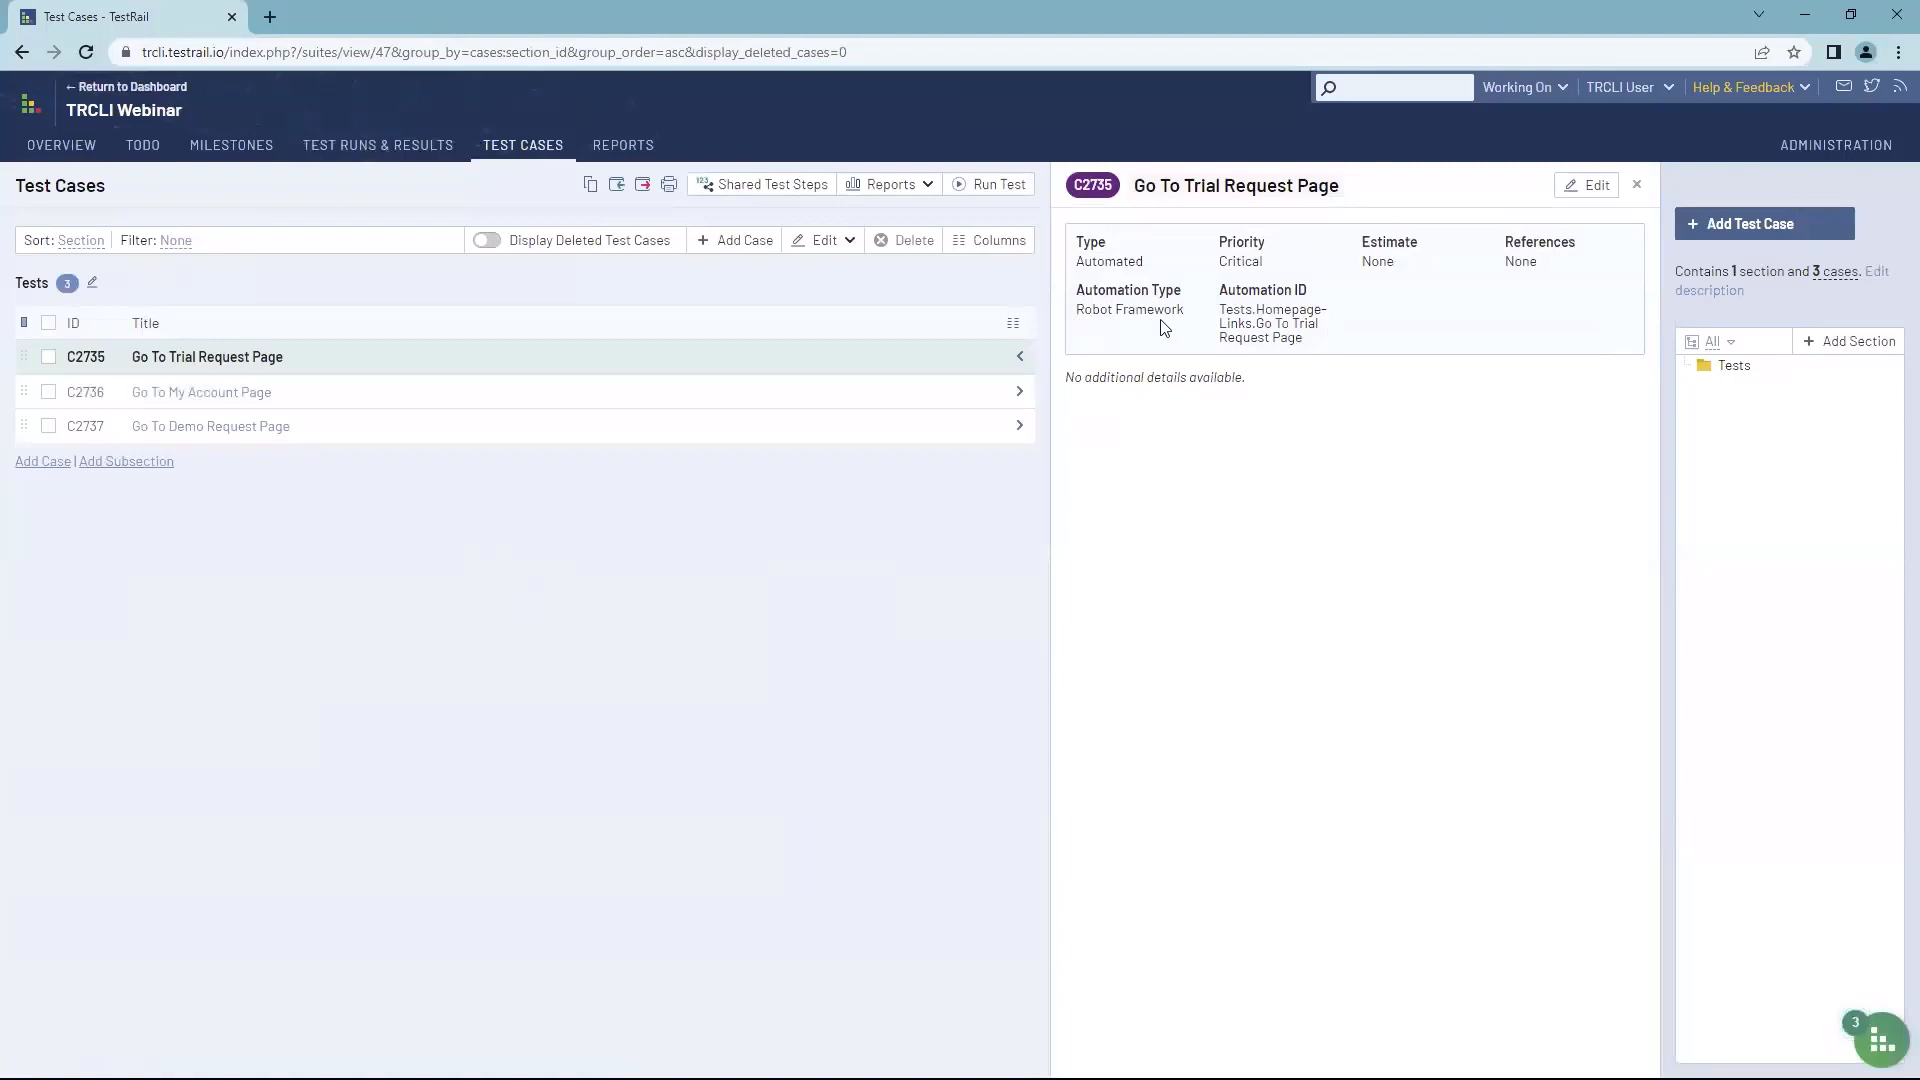 Test Cases - TestRail
trcli.testrail.io/index.php?/suites/view/47&group_by=cases:section_id&group_order=asc&display_deleted_cases=0
← Return to Dashboard
TRCLI Webinar
Working On
TRCLI User
Help & Feedback
OVERVIEW
TODO
MILESTONES
TEST RUNS & RESULTS
TEST CASES
REPORTS
ADMINISTRATION
Test Cases
123 Shared Test Steps
Reports
Run Test
Sort: Section
Filter: None
Display Deleted Test Cases
+ Add Case
Edit
Delete
Columns
Tests 3
ID Title
C2735 Go To Trial Request Page
C2736 Go To My Account Page
C2737 Go To Demo Request Page
Add Case | Add Subsection
C2735 Go To Trial Request Page
Edit
Type
Automated
Priority
Critical
Estimate
None
References
None
Automation Type
Robot Framework
Automation ID
Tests.Homepage-
Links.Go To Trial
Request Page
No additional details available.
+ Add Test Case
Contains 1 section and 3 cases. Edit
description
All
+ Add Section
Tests
3